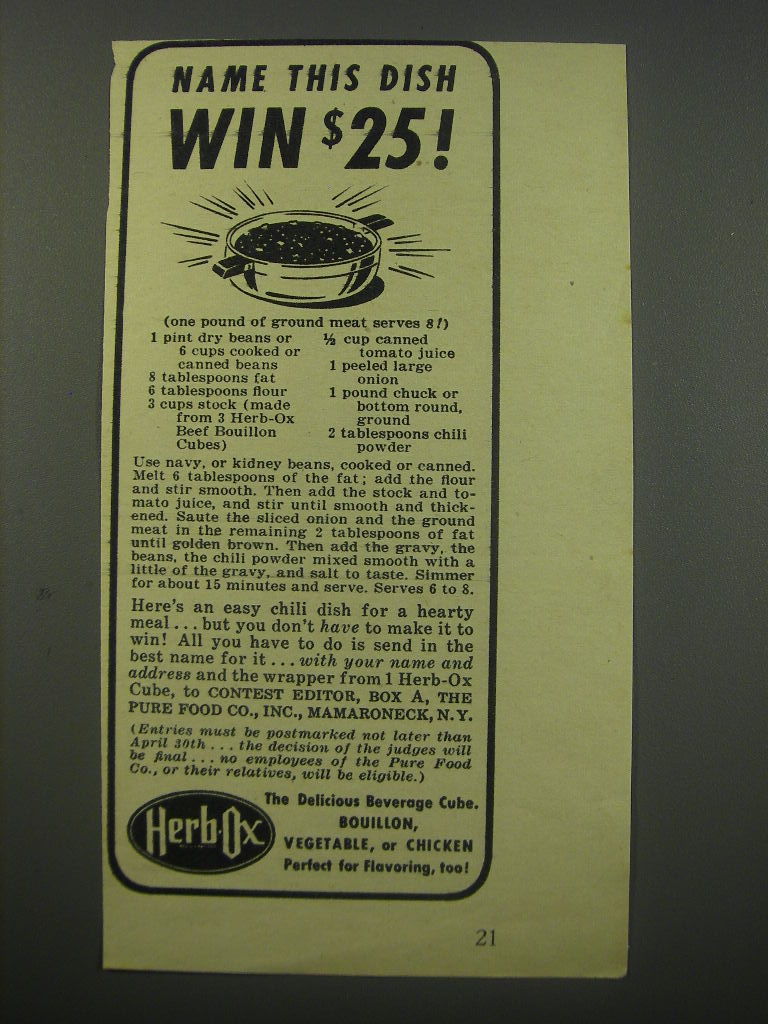 NAME THIS DISH
WIN $25!
(one pound of ground meat serves 8!)
1 pint dry beans or
6 cups cooked or
canned beans
8 tablespoons fat
6 tablespoons flour
3 cups stock (made
from 3 Herb-Ox
Beef Bouillon
Cubes)
½ cup canned
tomato juice
1 peeled large
onion
1 pound chuck or
bottom round,
ground
2 tablespoons chili
powder
Use navy, or kidney beans, cooked or canned.
Melt 6 tablespoons of the fat; add the flour
and stir smooth. Then add the stock and to-
mato juice, and stir until smooth and thick-
ened. Saute the sliced onion and the ground
meat in the remaining 2 tablespoons of fat
until golden brown. Then add the gravy, the
beans, the chili powder mixed smooth with a
little of the gravy, and salt to taste. Simmer
for about 15 minutes and serve. Serves 6 to 8.
Here's an easy chili dish for a hearty
meal... but you don't have to make it to
win! All you have to do is send in the
best name for it... with your name and
address and the wrapper from 1 Herb-Ox
Cube, to CONTEST EDITOR, BOX A, THE
PURE FOOD CO., INC., MAMARONECK, N.Y.
(Entries must be postmarked not later than
April 30th... the decision of the judges will
be final... no employees of the Pure Food
Co., or their relatives, will be eligible.)
Herb-Ox
The Delicious Beverage Cube.
BOUILLON,
VEGETABLE, or CHICKEN
Perfect for Flavoring, too!
21